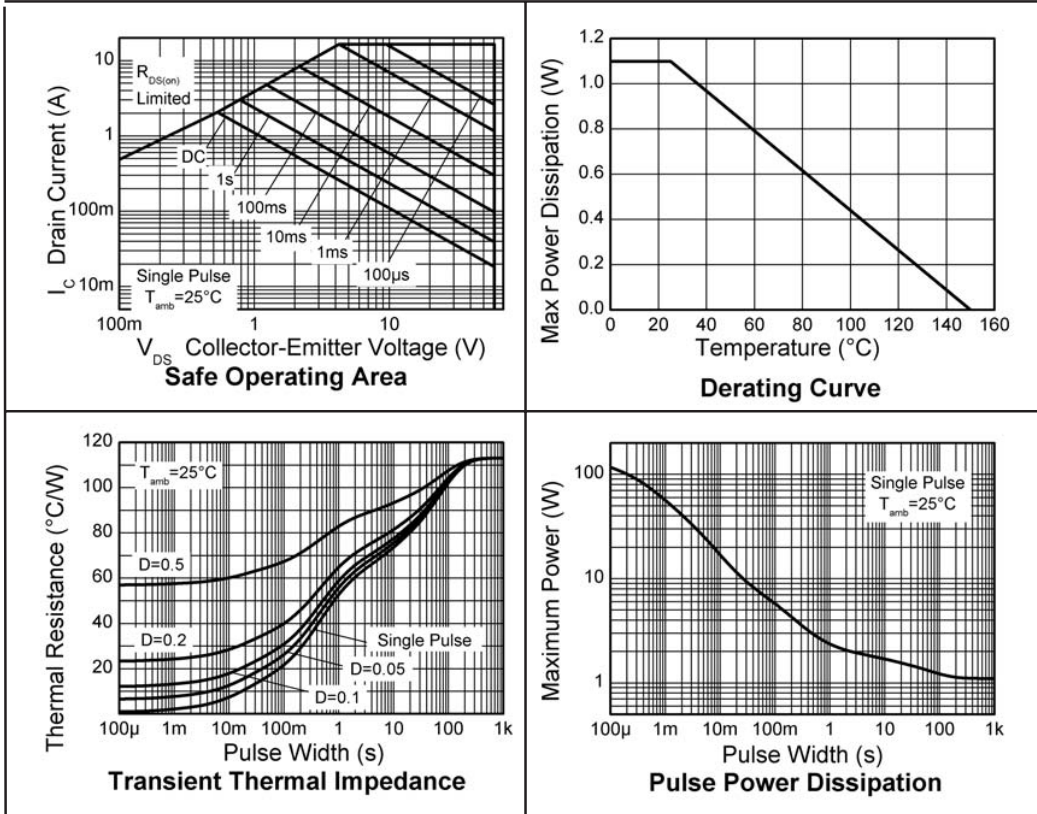 10
1
100m
10m
100m
1
10
R DS(on)
Limited
DC
1s
100ms
10ms
1ms
100µs
Single Pulse
T amb =25°C
I C Drain Current (A)
V DS Collector-Emitter Voltage (V)
Safe Operating Area
1.2
1.0
0.8
0.6
0.4
0.2
0.0
0 20 40 60 80 100 120 140 160
Max Power Dissipation (W)
Temperature (°C)
Derating Curve
120
100
80
60
40
20
100µ 1m 10m 100m 1 10 100 1k
T amb =25°C
D=0.5
D=0.2
Single Pulse
D=0.05
D=0.1
Thermal Resistance (°C/W)
Pulse Width (s)
Transient Thermal Impedance
100
10
1
100µ 1m 10m 100m 1 10 100 1k
Single Pulse
T amb =25°C
Maximum Power (W)
Pulse Width (s)
Pulse Power Dissipation